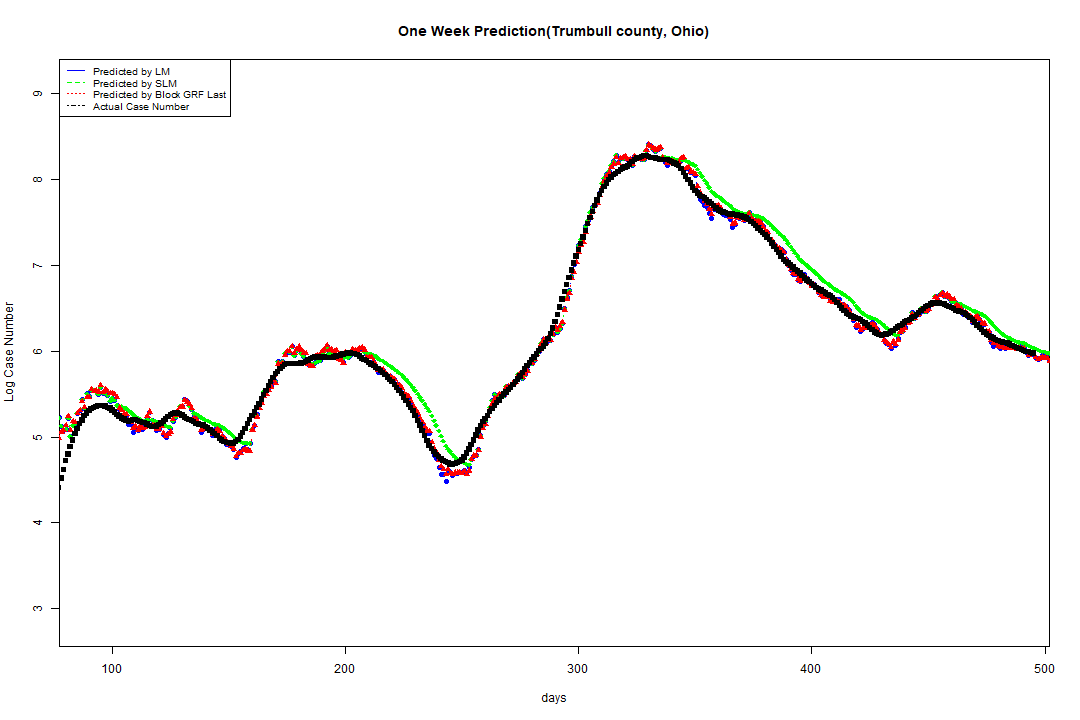 One Week Prediction(Trumbull county, Ohio)
Predicted by LM
Predicted by SLM
Predicted by Block GRF Last
Actual Case Number
Log Case Number
9
8
7
6
5
4
3
100 200 300 400 500
days